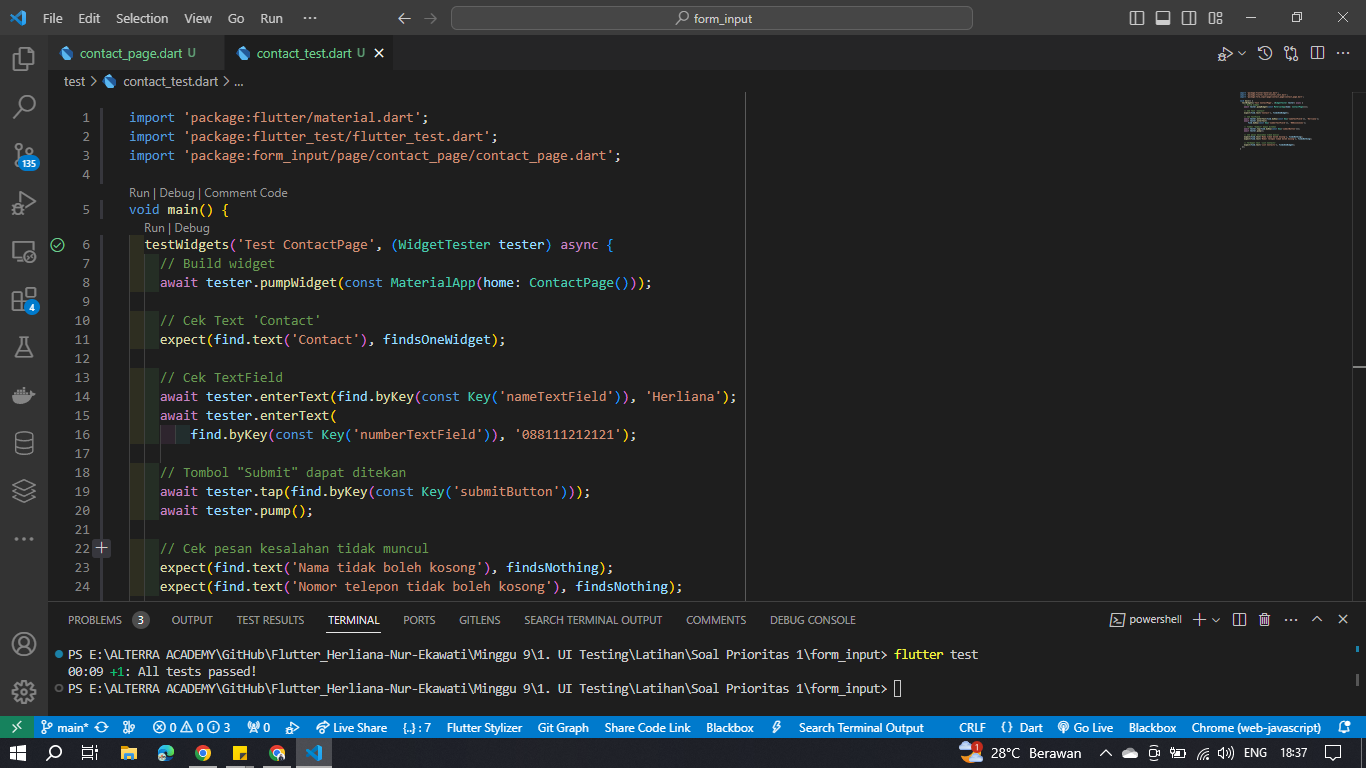 File Edit Selection View Go Run ···
form_input
contact_page.dart U
contact_test.dart U
test > contact_test.dart > ...
1 import 'package:flutter/material.dart';
2 import 'package:flutter_test/flutter_test.dart';
3 import 'package:form_input/page/contact_page/contact_page.dart';
4
Run | Debug | Comment Code
5 void main() {
Run | Debug
6 testWidgets('Test ContactPage', (WidgetTester tester) async {
7 // Build widget
8 await tester.pumpWidget(const MaterialApp(home: ContactPage()));
9
10 // Cek Text 'Contact'
11 expect(find.text('Contact'), findsOneWidget);
12
13 // Cek TextField
14 await tester.enterText(find.byKey(const Key('nameTextField')), 'Herliana');
15 await tester.enterText(
16 find.byKey(const Key('numberTextField')), '088111212121');
17
18 // Tombol "Submit" dapat ditekan
19 await tester.tap(find.byKey(const Key('submitButton')));
20 await tester.pump();
21
22 // Cek pesan kesalahan tidak muncul
23 expect(find.text('Nama tidak boleh kosong'), findsNothing);
24 expect(find.text('Nomor telepon tidak boleh kosong'), findsNothing);
135
4
PROBLEMS 3 OUTPUT TEST RESULTS TERMINAL PORTS GITLENS SEARCH TERMINAL OUTPUT COMMENTS DEBUG CONSOLE powershell
PS E:\ALTERRA ACADEMY\GitHub\Flutter_Herliana-Nur-Ekawati\Minggu 9\1. UI Testing\Latihan\Soal Prioritas 1\form_input> flutter test
00:09 +1: All tests passed!
PS E:\ALTERRA ACADEMY\GitHub\Flutter_Herliana-Nur-Ekawati\Minggu 9\1. UI Testing\Latihan\Soal Prioritas 1\form_input>
main* 0 0 3 0 Live Share {..} : 7 Flutter Stylizer Git Graph Share Code Link Blackbox Search Terminal Output CRLF {} Dart Go Live Blackbox Chrome (web-javascript)
1 28°C Berawan ENG 18:37